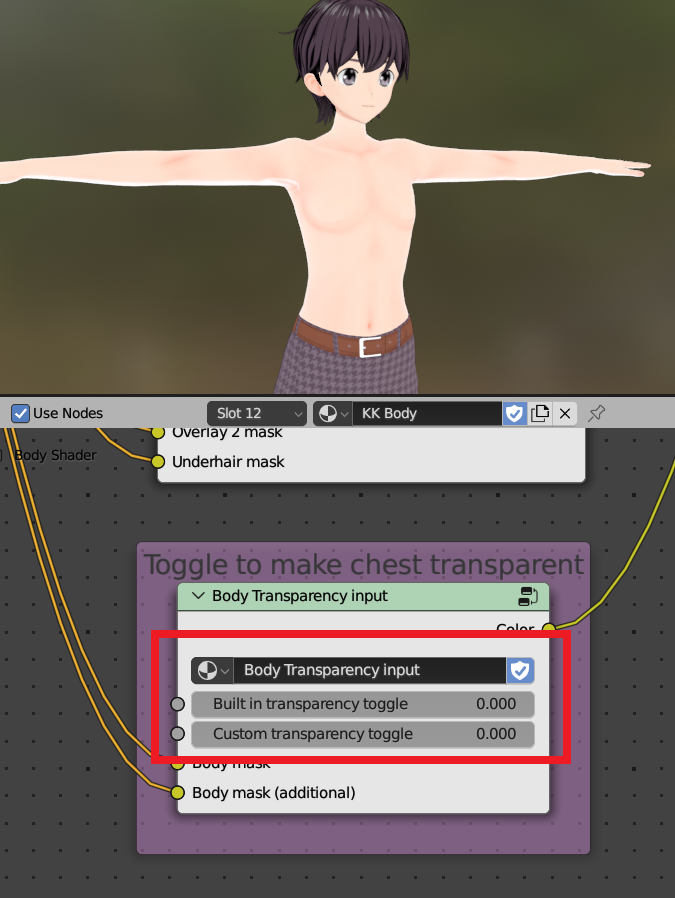 Use Nodes
Slot 12
KK Body
Overlay 2 mask
Body Shader
Underhair mask
Toggle to make chest transparent
Body Transparency input
Color
Body Transparency input
Built in transparency toggle 0.000
Custom transparency toggle 0.000
Body mask
Body mask (additional)